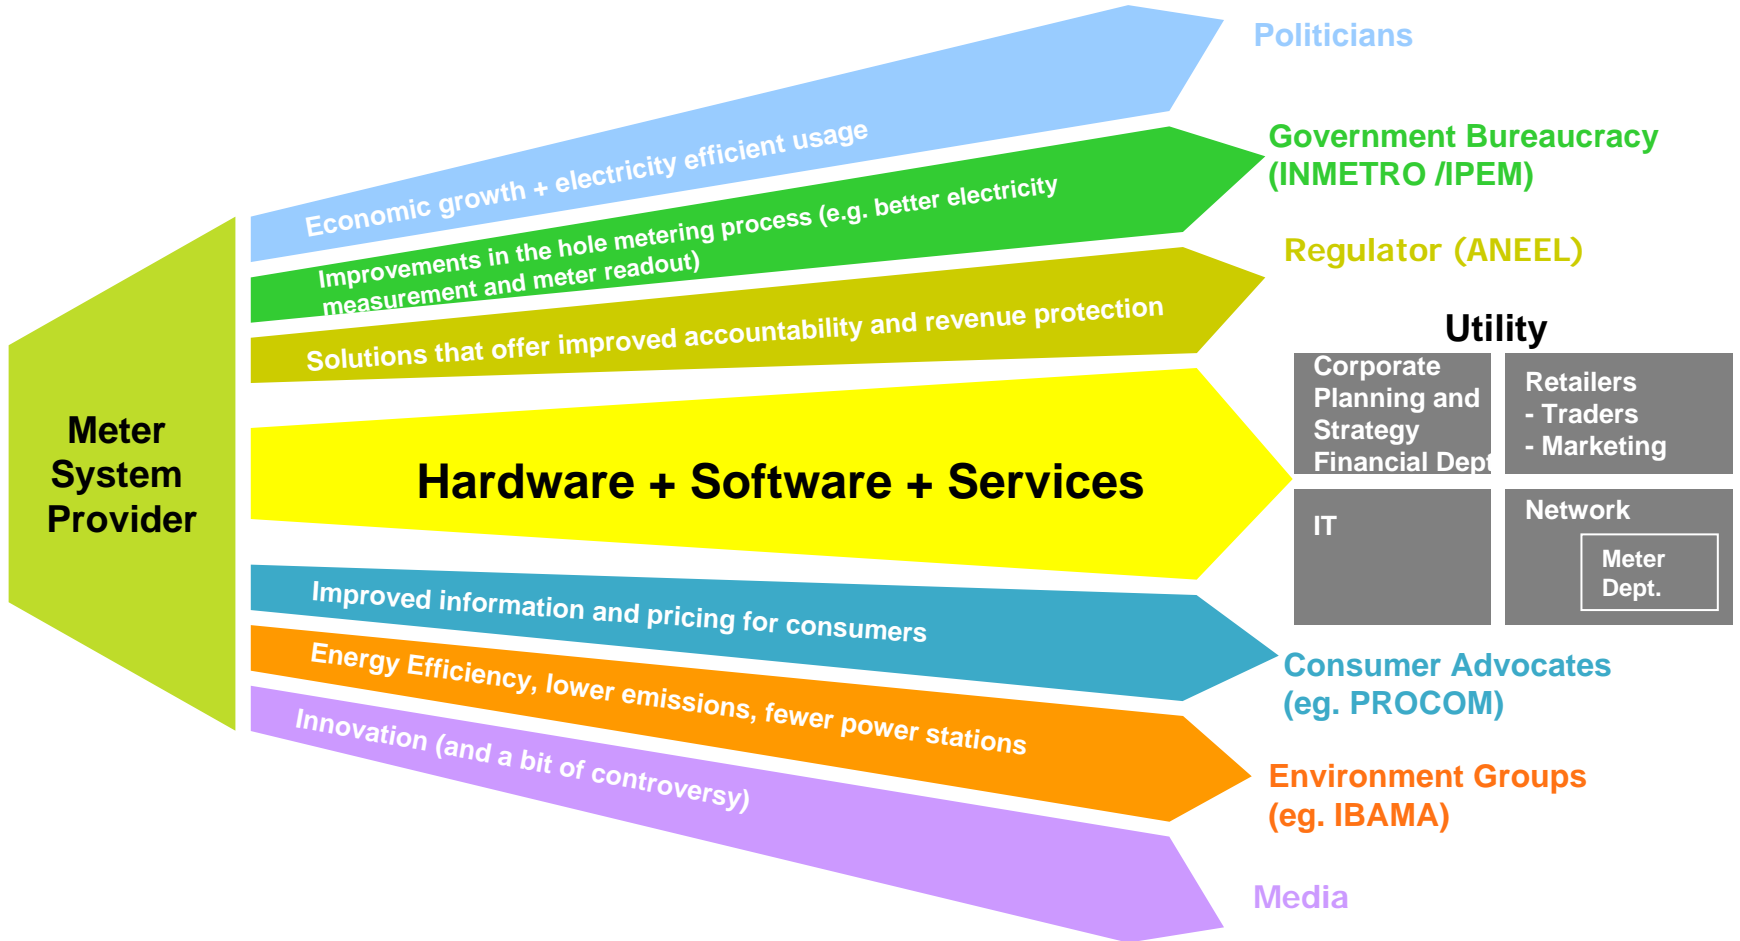 Politicians
Economic growth + electricity efficient usage
Government Bureaucracy
(INMETRO /IPEM)
Improvements in the hole metering process (e.g. better electricity
measurement and meter readout)
Regulator (ANEEL)
Solutions that offer improved accountability and revenue protection
Meter
System
Provider
Hardware + Software + Services
Utility
Corporate
Planning and
Strategy
Financial Dept
Retailers
- Traders
- Marketing
IT
Network
Meter
Dept.
Improved information and pricing for consumers
Consumer Advocates
(eg. PROCOM)
Energy Efficiency, lower emissions, fewer power stations
Environment Groups
(eg. IBAMA)
Innovation (and a bit of controversy)
Media